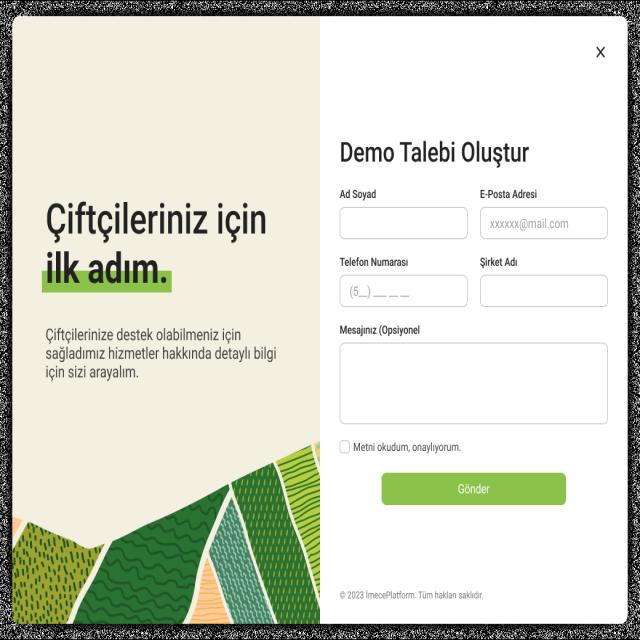 Çiftçileriniz için
ilk adım.
Çiftçilerinize destek olabilmeniz için
sağladımız hizmetler hakkında detaylı bilgi
için sizi arayalım.
X
Demo Talebi Oluştur
Ad Soyad
E-Posta Adresi
xxxxxx@mail.com
Telefon Numarası
Şirket Adı
(5__) ___ __ __
Mesajınız (Opsiyonel
Metni okudum, onaylıyorum.
Gönder
© 2023 İmecePlatform. Tüm hakları saklıdır.